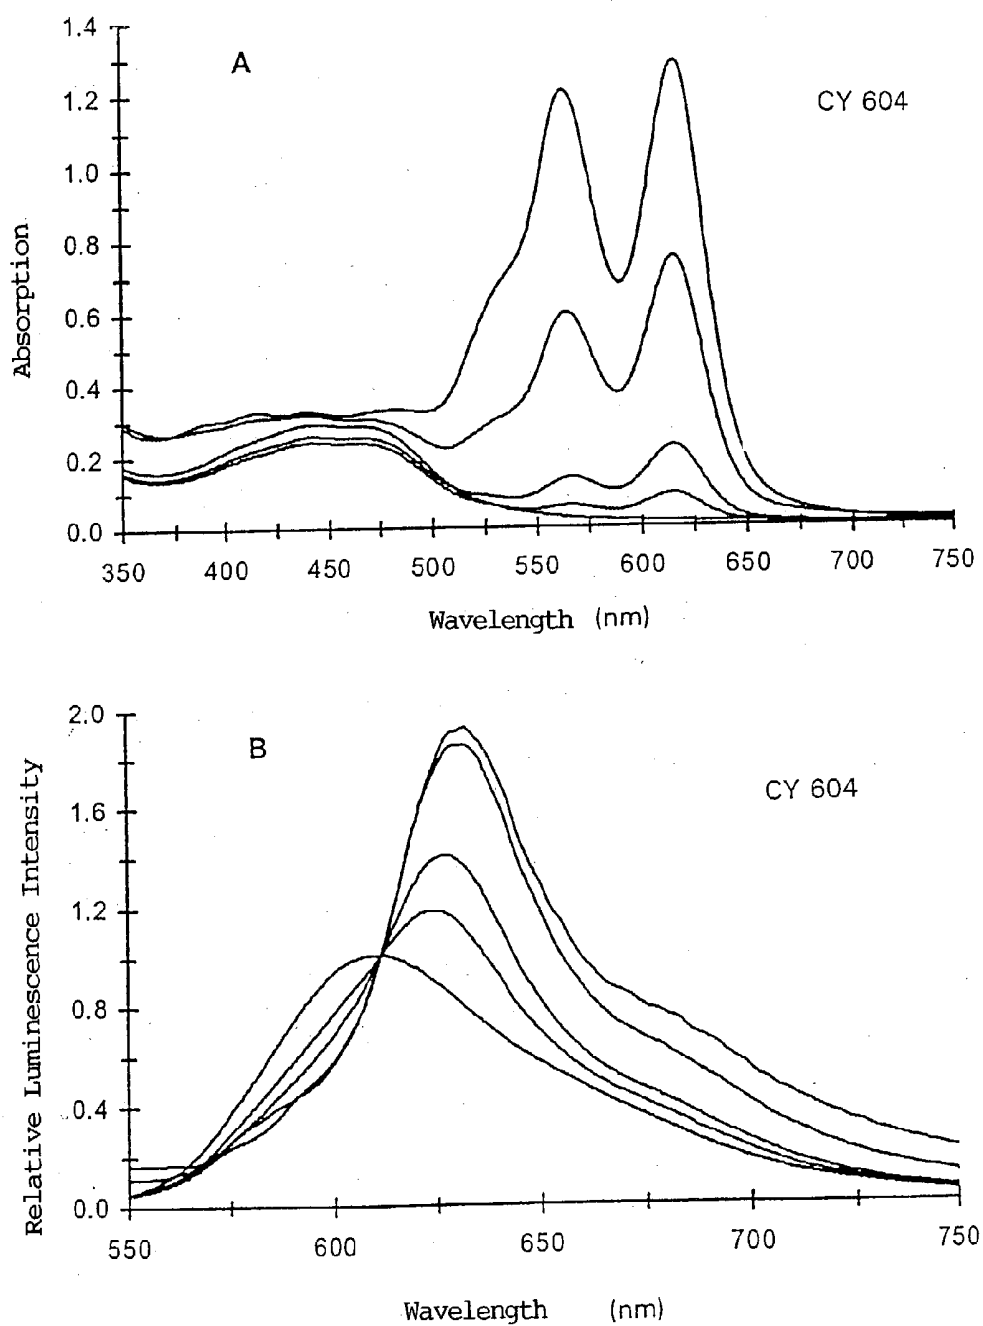 A
CY 604
1.4
1.2
1.0
0.8
0.6
0.4
0.2
0.0
Absorption
350 400 450 500 550 600 650 700 750
Wavelength (nm)
B
CY 604
2.0
1.6
1.2
0.8
0.4
0.0
Relative Luminescence Intensity
550 600 650 700 750
Wavelength (nm)